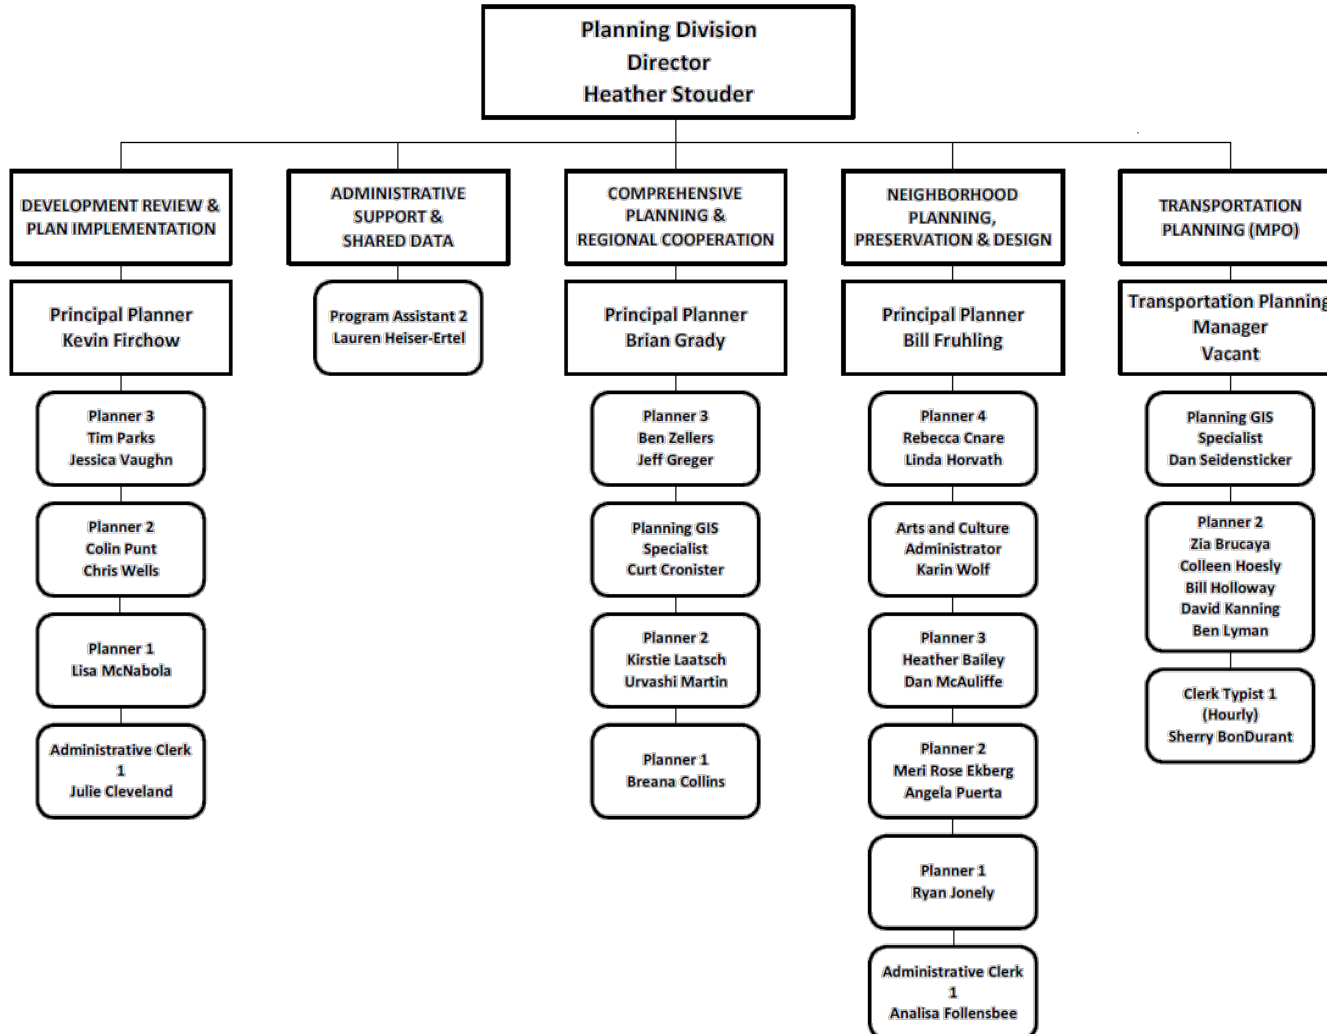 Planning Division
Director
Heather Stouder
DEVELOPMENT REVIEW &
PLAN IMPLEMENTATION
Principal Planner
Kevin Firchow
Planner 3
Tim Parks
Jessica Vaughn
Planner 2
Colin Punt
Chris Wells
Planner 1
Lisa McNabola
Administrative Clerk
1
Julie Cleveland
ADMINISTRATIVE
SUPPORT &
SHARED DATA
Program Assistant 2
Lauren Heiser-Ertel
COMPREHENSIVE
PLANNING &
REGIONAL COOPERATION
Principal Planner
Brian Grady
Planner 3
Ben Zellers
Jeff Greger
Planning GIS
Specialist
Curt Cronister
Planner 2
Kirstie Laatsch
Urvashi Martin
Planner 1
Breana Collins
NEIGHBORHOOD
PLANNING,
PRESERVATION & DESIGN
Principal Planner
Bill Fruhling
Planner 4
Rebecca Cnare
Linda Horvath
Arts and Culture
Administrator
Karin Wolf
Planner 3
Heather Bailey
Dan McAuliffe
Planner 2
Meri Rose Ekberg
Angela Puerta
Planner 1
Ryan Jonely
Administrative Clerk
1
Analisa Follensbee
TRANSPORTATION
PLANNING (MPO)
Transportation Planning
Manager
Vacant
Planning GIS
Specialist
Dan Seidensticker
Planner 2
Zia Brucaya
Colleen Hoesly
Bill Holloway
David Kanning
Ben Lyman
Clerk Typist 1
(Hourly)
Sherry BonDurant